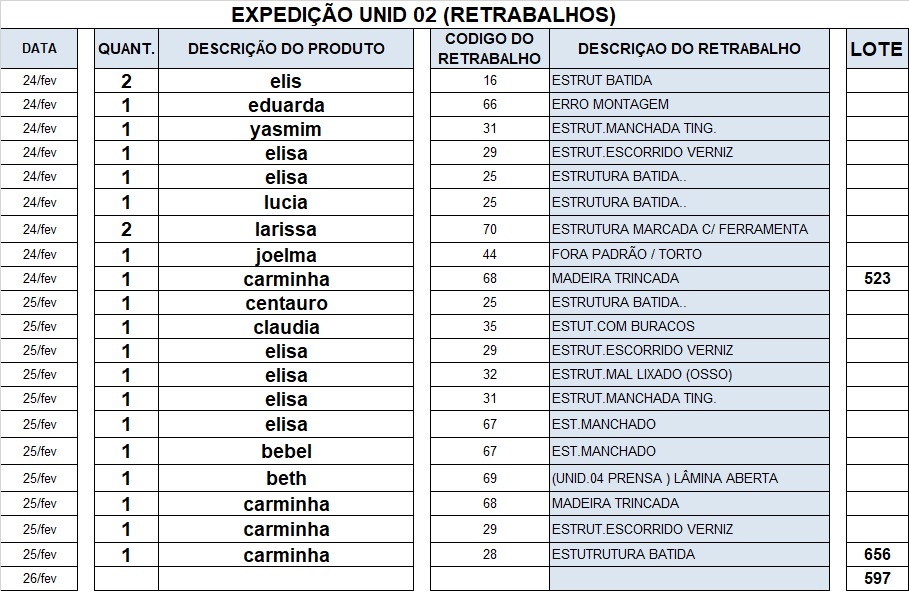 EXPEDIÇÃO UNID 02 (RETRABALHOS)
DATA QUANT. DESCRIÇÃO DO PRODUTO CODIGO DO RETRABALHO DESCRIÇAO DO RETRABALHO LOTE
24/fev 2 elis 16 ESTRUT BATIDA
24/fev 1 eduarda 66 ERRO MONTAGEM
24/fev 1 yasmim 31 ESTRUT.MANCHADA TING.
24/fev 1 elisa 29 ESTRUT.ESCORRIDO VERNIZ
24/fev 1 elisa 25 ESTRUTURA BATIDA..
24/fev 1 lucia 25 ESTRUTURA BATIDA..
24/fev 2 larissa 70 ESTRUTURA MARCADA C/ FERRAMENTA
24/fev 1 joelma 44 FORA PADRÃO / TORTO
24/fev 1 carminha 68 MADEIRA TRINCADA 523
25/fev 1 centauro 25 ESTRUTURA BATIDA..
25/fev 1 claudia 35 ESTUT.COM BURACOS
25/fev 1 elisa 29 ESTRUT.ESCORRIDO VERNIZ
25/fev 1 elisa 32 ESTRUT.MAL LIXADO (OSSO)
25/fev 1 elisa 31 ESTRUT.MANCHADA TING.
25/fev 1 elisa 67 EST.MANCHADO
25/fev 1 bebel 67 EST.MANCHADO
25/fev 1 beth 69 (UNID.04 PRENSA ) LÂMINA ABERTA
25/fev 1 carminha 68 MADEIRA TRINCADA
25/fev 1 carminha 29 ESTRUT.ESCORRIDO VERNIZ
25/fev 1 carminha 28 ESTUTRUTURA BATIDA 656
26/fev 597